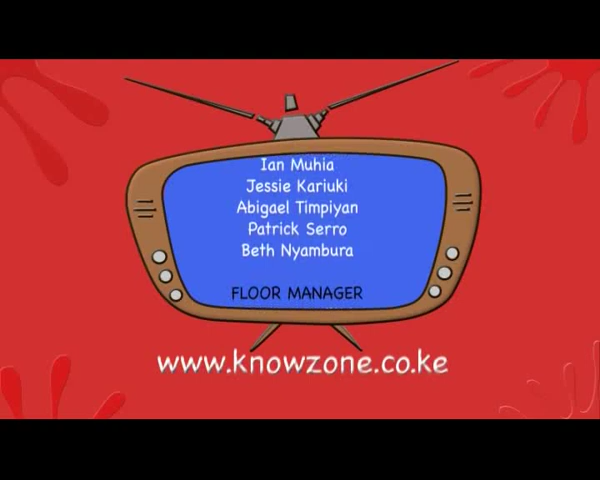 Ian Muhia
Jessie Kariuki
Abigael Timpiyan
Patrick Serro
Beth Nyambura
FLOOR MANAGER
www.knowzone.co.ke